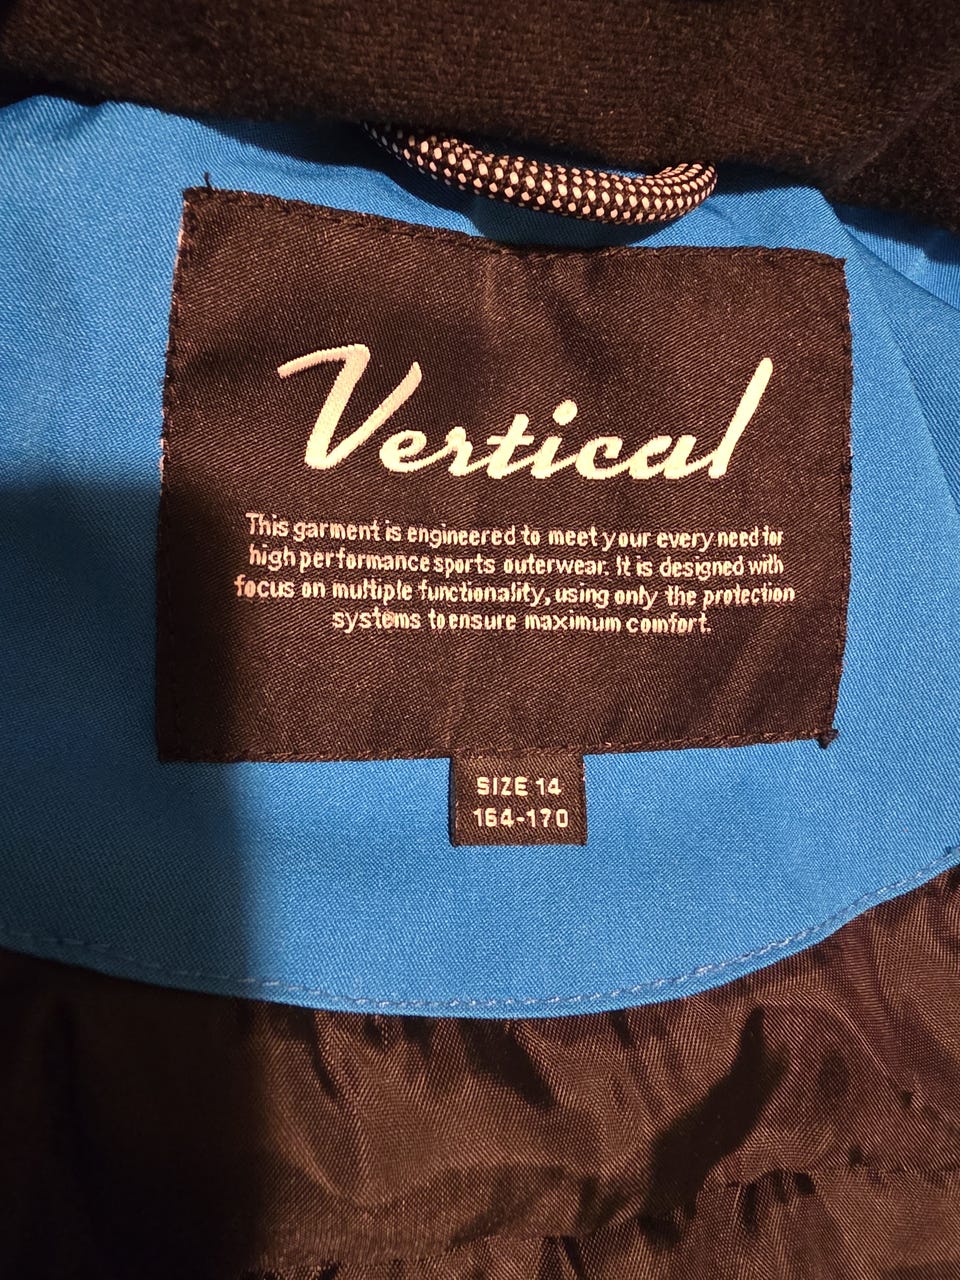 Vertical
This garment is engineered to meet your every need for
high performance sports outerwear. It is designed with
focus on multiple functionality, using only the protection
systems to ensure maximum comfort.
SIZE 14
164-170